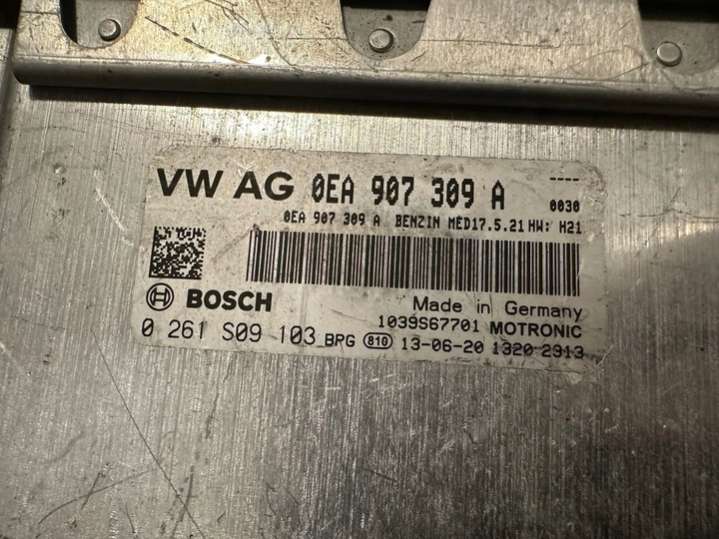 VW AG 0EA 907 309 A ----
0030
0EA 907 309 A BENZIN MED17.5.21 HW: H21
BOSCH Made in Germany
1039S67701 MOTRONIC
0 261 S09 103 BPG 810 13-06-20 1320 2913